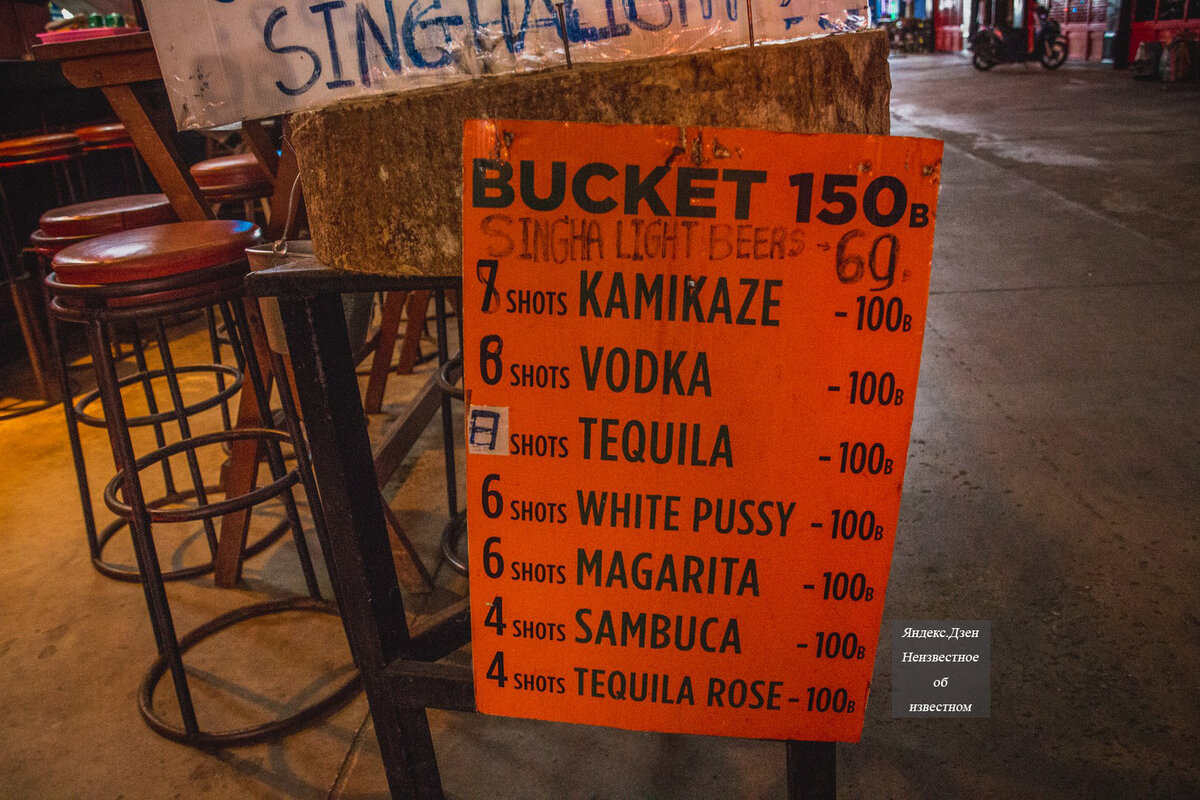 SINGHA LIGHT
BUCKET 150B
SINGHA LIGHT BEERS - 69.
7 SHOTS KAMIKAZE - 100B
8 SHOTS VODKA - 100B
SHOTS TEQUILA - 100B
6 SHOTS WHITE PUSSY - 100B
6 SHOTS MAGARITA - 100B
4 SHOTS SAMBUCA - 100B
4 SHOTS TEQUILA ROSE - 100B
Яндекс.Дзен
Неизвестное
об
известном